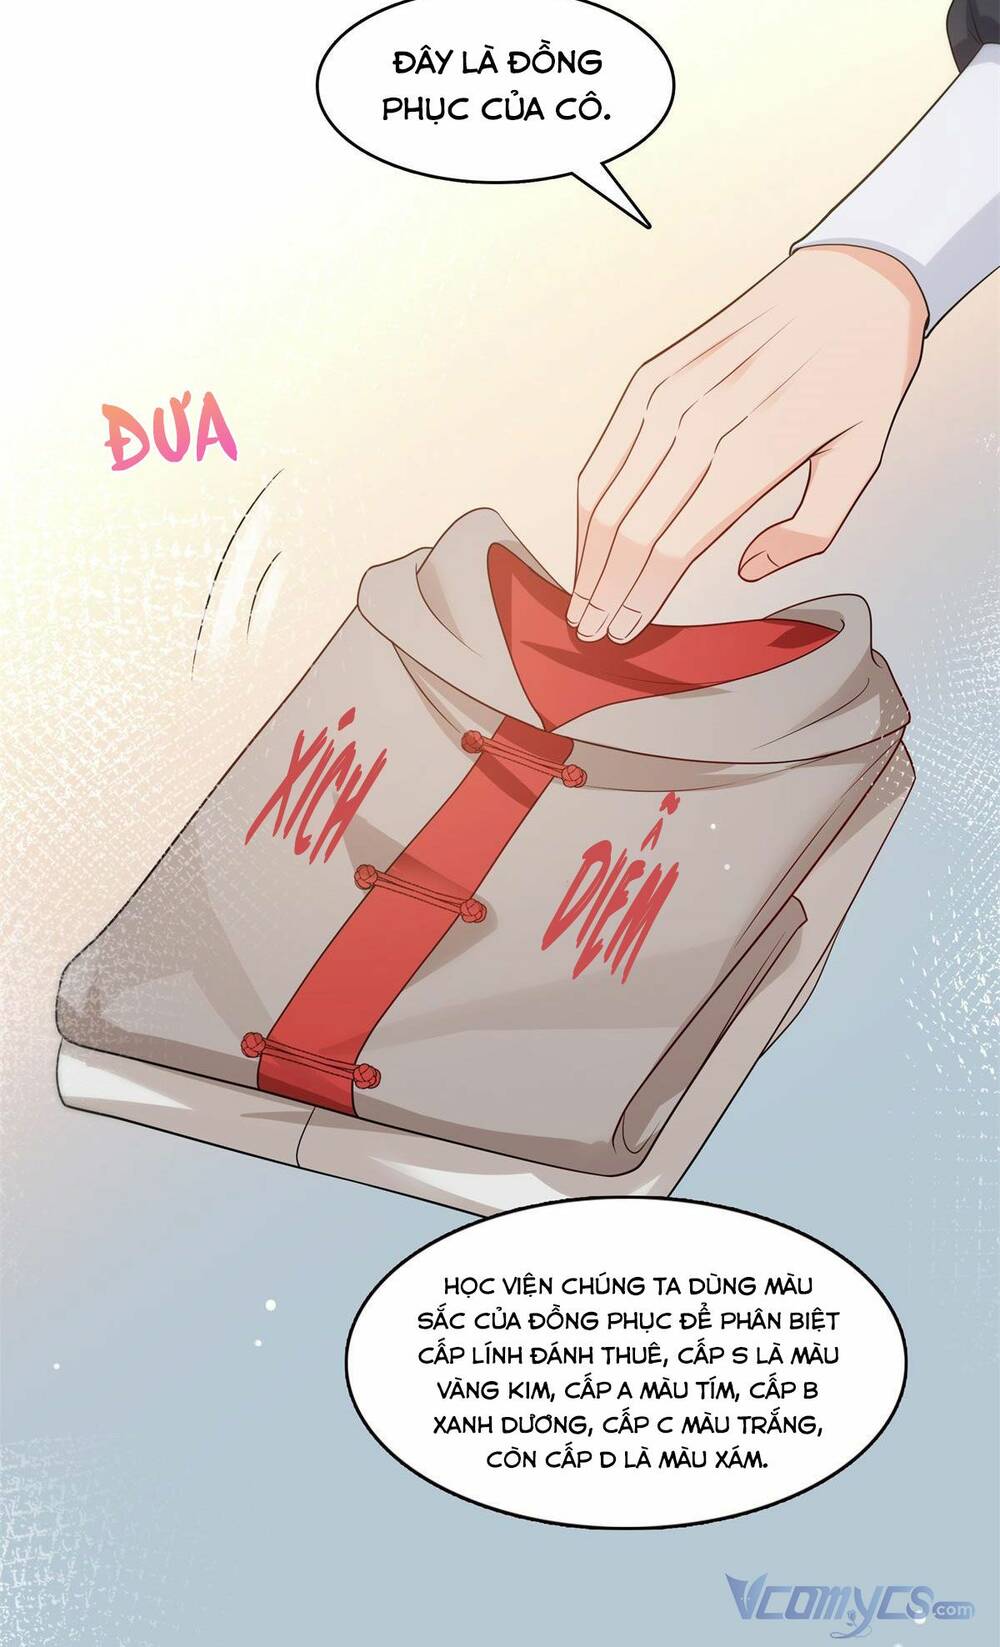 ĐÂY LÀ ĐỒNG
PHỤC CỦA CÔ.
ĐƯA
XÍCH
DIỄM
HỌC VIỆN CHÚNG TA DÙNG MÀU
SẮC CỦA ĐỒNG PHỤC ĐỂ PHÂN BIỆT
CẤP LÍNH ĐÁNH THUÊ, CẤP S LÀ MÀU
VÀNG KIM, CẤP A MÀU TÍM, CẤP B
XANH DƯƠNG, CẤP C MÀU TRẮNG,
CÒN CẤP D LÀ MÀU XÁM.
VCOMYCS.com